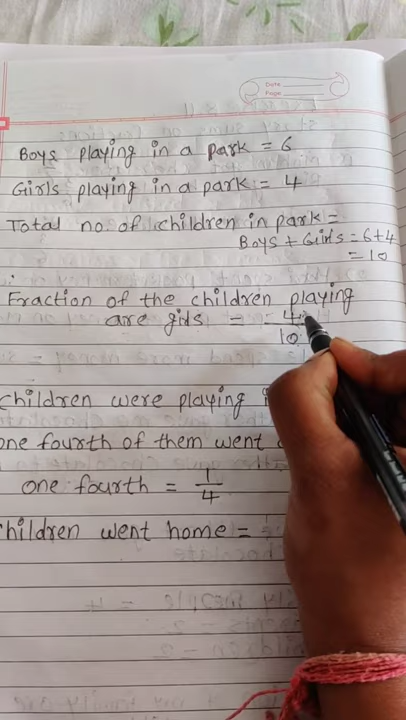 Date
Page
Boys playing in a park = 6
Girls playing in a park = 4
Total no. of children in park =
Boys + Girls = 6+4
= 10
Fraction of the children playing
are girls = 4
10
children were playing
one fourth of them went
one fourth = 1
4
children went home =